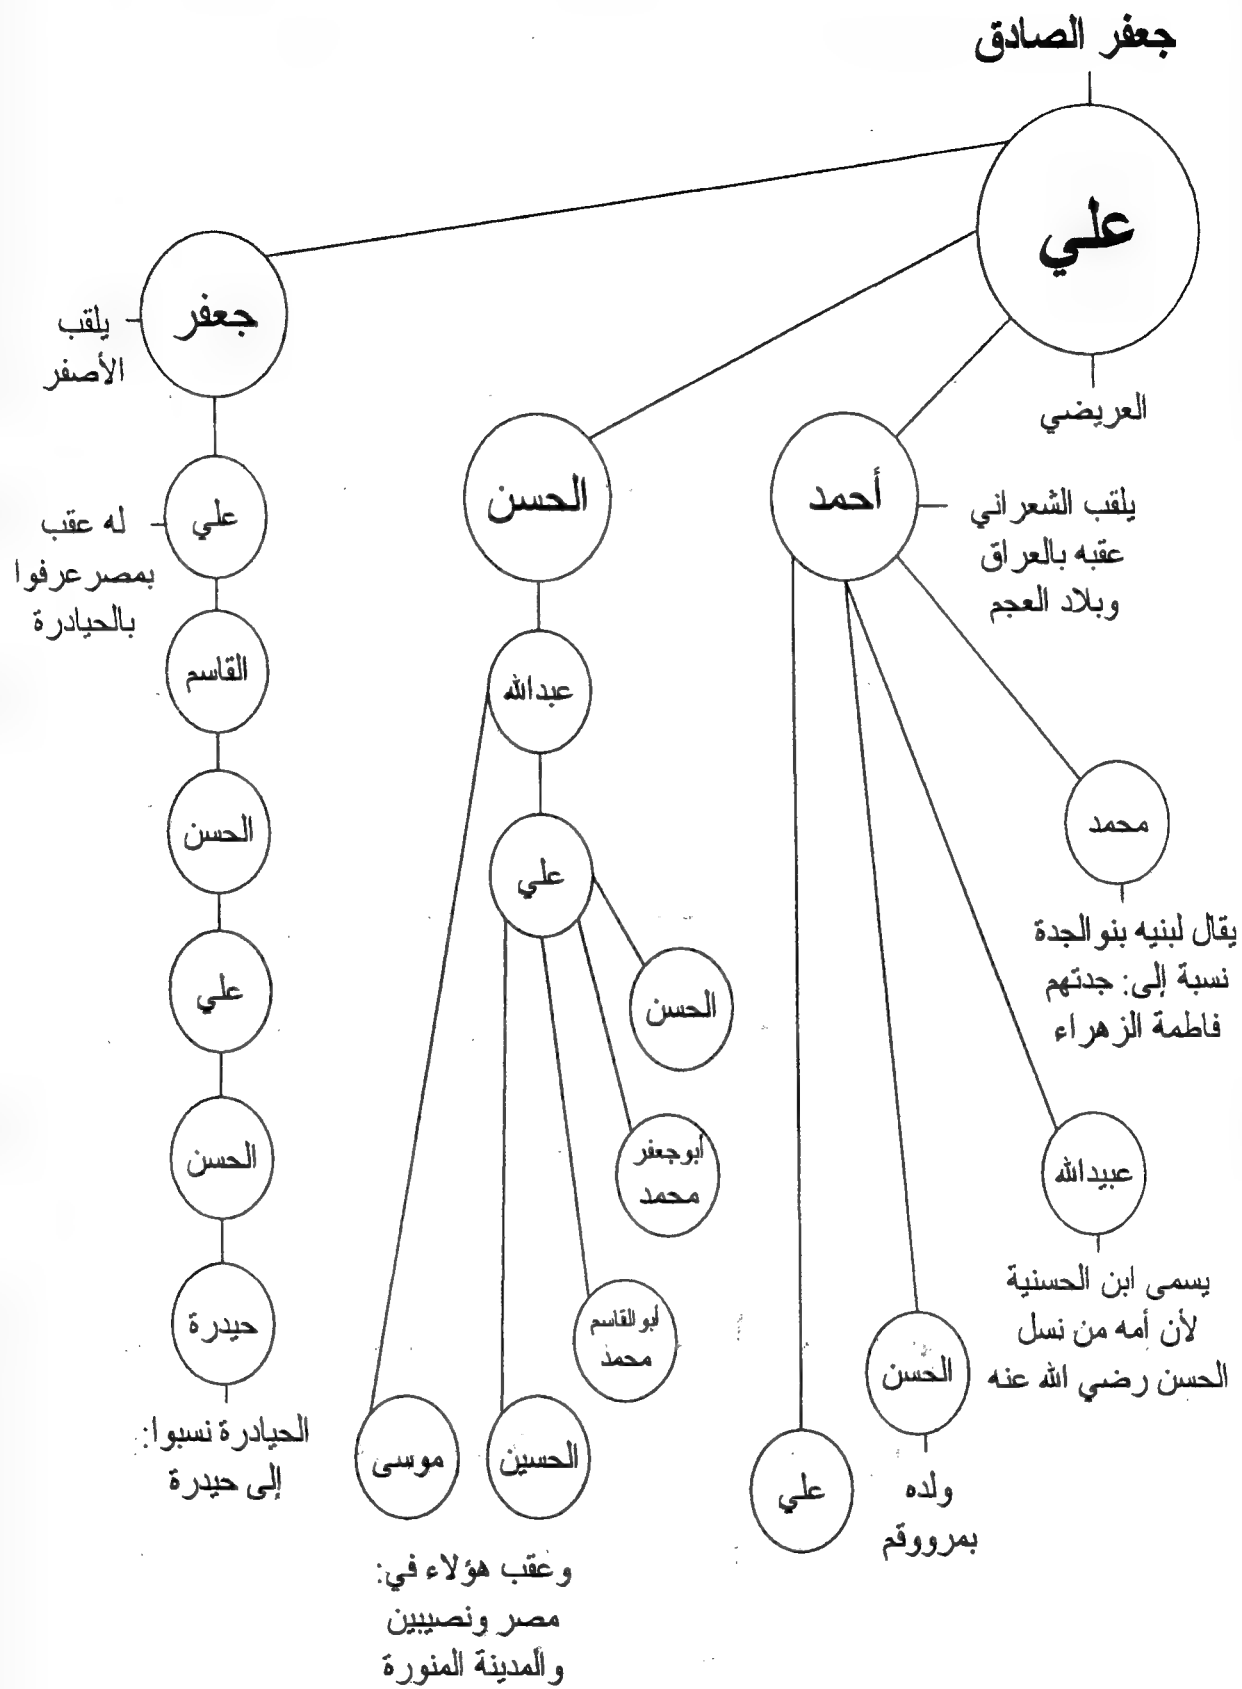 جعفر الصادق
علي
العريضي
أحمد
يلقب الشعراني
عقبه بالعراق
وبلاد العجم
محمد
يقال لبنيه بنو الجدة
نسبة إلى: جدتهم
فاطمة الزهراء
عبيدالله
يسمى ابن الحسنية
لأن أمه من نسل
الحسن رضي الله عنه
الحسن
ولده
بمرووقم
علي
الحسن
عبدالله
علي
الحسن
أبوجعفر
محمد
أبو القاسم
محمد
الحسين
موسى
وعقب هؤلاء في:
مصر ونصيبين
والمدينة المنورة
جعفر
يلقب
الأصفر
علي
له عقب
بمصر عرفوا
بالحيادرة
القاسم
الحسن
علي
الحسن
حيدرة
الحيادرة نسبوا:
إلى حيدرة